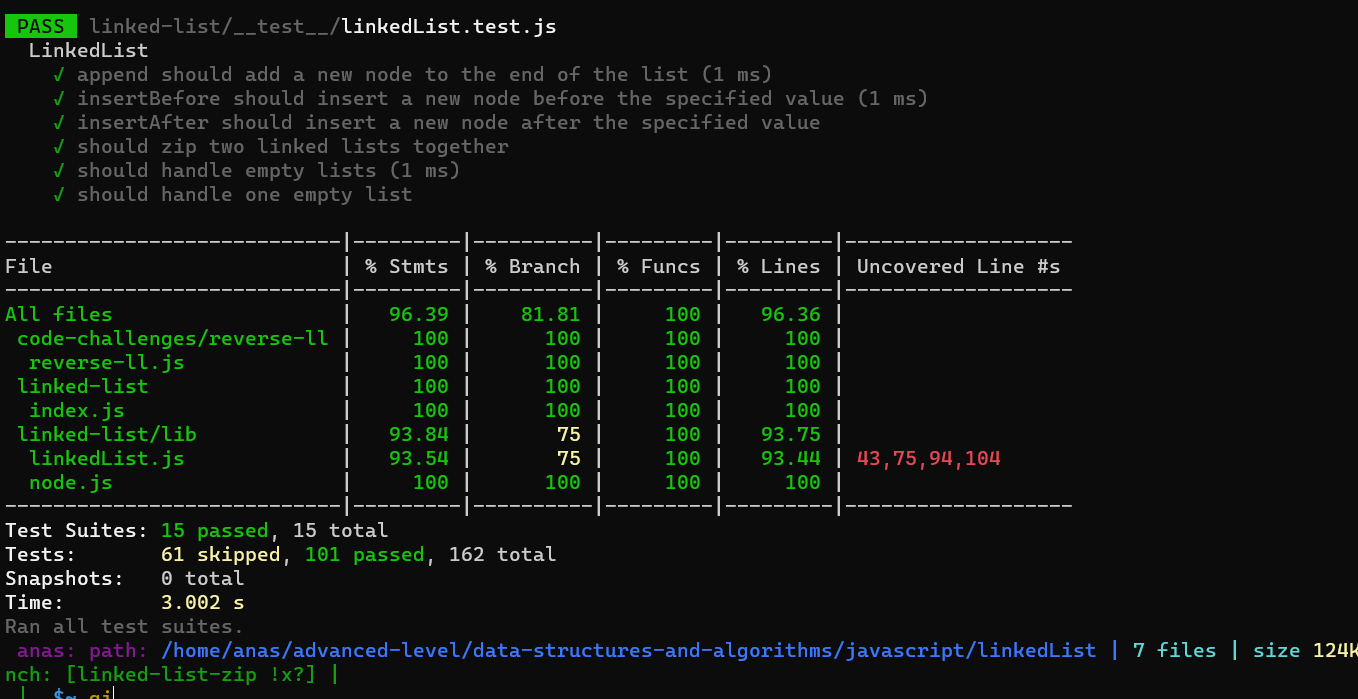 PASS linked-list/__test__/linkedList.test.js
LinkedList
√ append should add a new node to the end of the list (1 ms)
√ insertBefore should insert a new node before the specified value (1 ms)
√ insertAfter should insert a new node after the specified value
√ should zip two linked lists together
√ should handle empty lists (1 ms)
√ should handle one empty list
----------------------------|---------|----------|---------|---------|-------------------
File | % Stmts | % Branch | % Funcs | % Lines | Uncovered Line #s
----------------------------|---------|----------|---------|---------|-------------------
All files | 96.39 | 81.81 | 100 | 96.36 |
code-challenges/reverse-ll | 100 | 100 | 100 | 100 |
reverse-ll.js | 100 | 100 | 100 | 100 |
linked-list | 100 | 100 | 100 | 100 |
index.js | 100 | 100 | 100 | 100 |
linked-list/lib | 93.84 | 75 | 100 | 93.75 |
linkedList.js | 93.54 | 75 | 100 | 93.44 | 43,75,94,104
node.js | 100 | 100 | 100 | 100 |
----------------------------|---------|----------|---------|---------|-------------------
Test Suites: 15 passed, 15 total
Tests: 61 skipped, 101 passed, 162 total
Snapshots: 0 total
Time: 3.002 s
Ran all test suites.
anas: path: /home/anas/advanced-level/data-structures-and-algorithms/javascript/linkedList | 7 files | size 124k
nch: [linked-list-zip !x?] |
$~